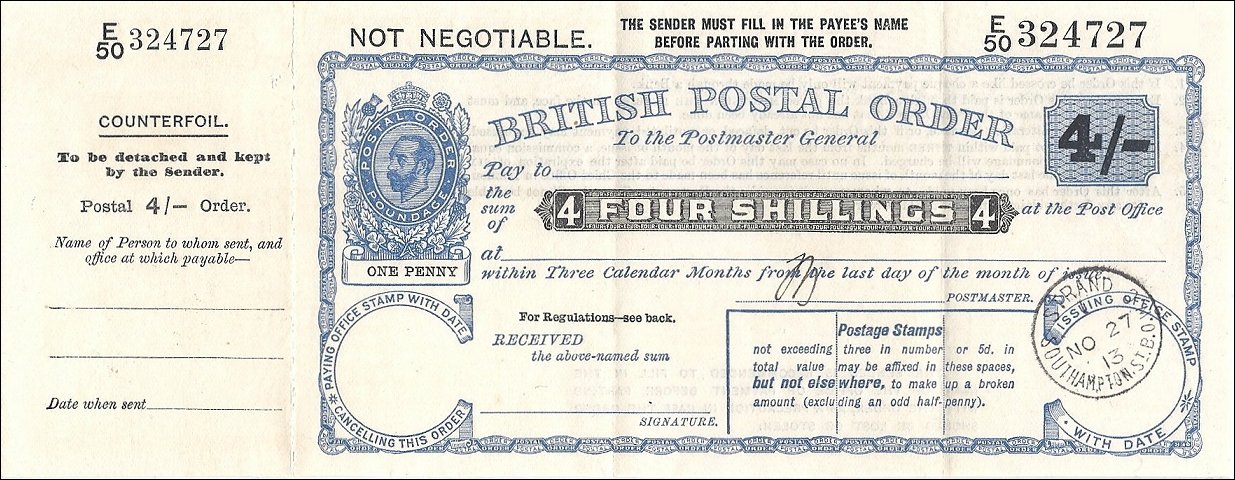 E/50 324727
COUNTERFOIL.
To be detached and kept
by the Sender.
Postal 4/- Order.
Name of Person to whom sent, and
office at which payable—
Date when sent
NOT NEGOTIABLE.
THE SENDER MUST FILL IN THE PAYEE'S NAME
BEFORE PARTING WITH THE ORDER.
E/50 324727
POSTAL ORDER
POUNDAGE
ONE PENNY
BRITISH POSTAL ORDER
4/-
To the Postmaster General
Pay to
the sum of
4 FOUR SHILLINGS 4
at the Post Office
at
within Three Calendar Months from the last day of the month of issue.
POSTMASTER.
PAYING OFFICE STAMP WITH DATE
CANCELLING THIS ORDER
For Regulations—see back.
RECEIVED
the above-named sum
SIGNATURE.
Postage Stamps
not exceeding three in number or 5d. in
total value may be affixed in these spaces,
but not elsewhere, to make up a broken
amount (excluding an odd half-penny).
ISSUING OFFICE STAMP
WITH DATE
STRAND
NO 27
13
SOUTHAMPTON. ST. B.O.